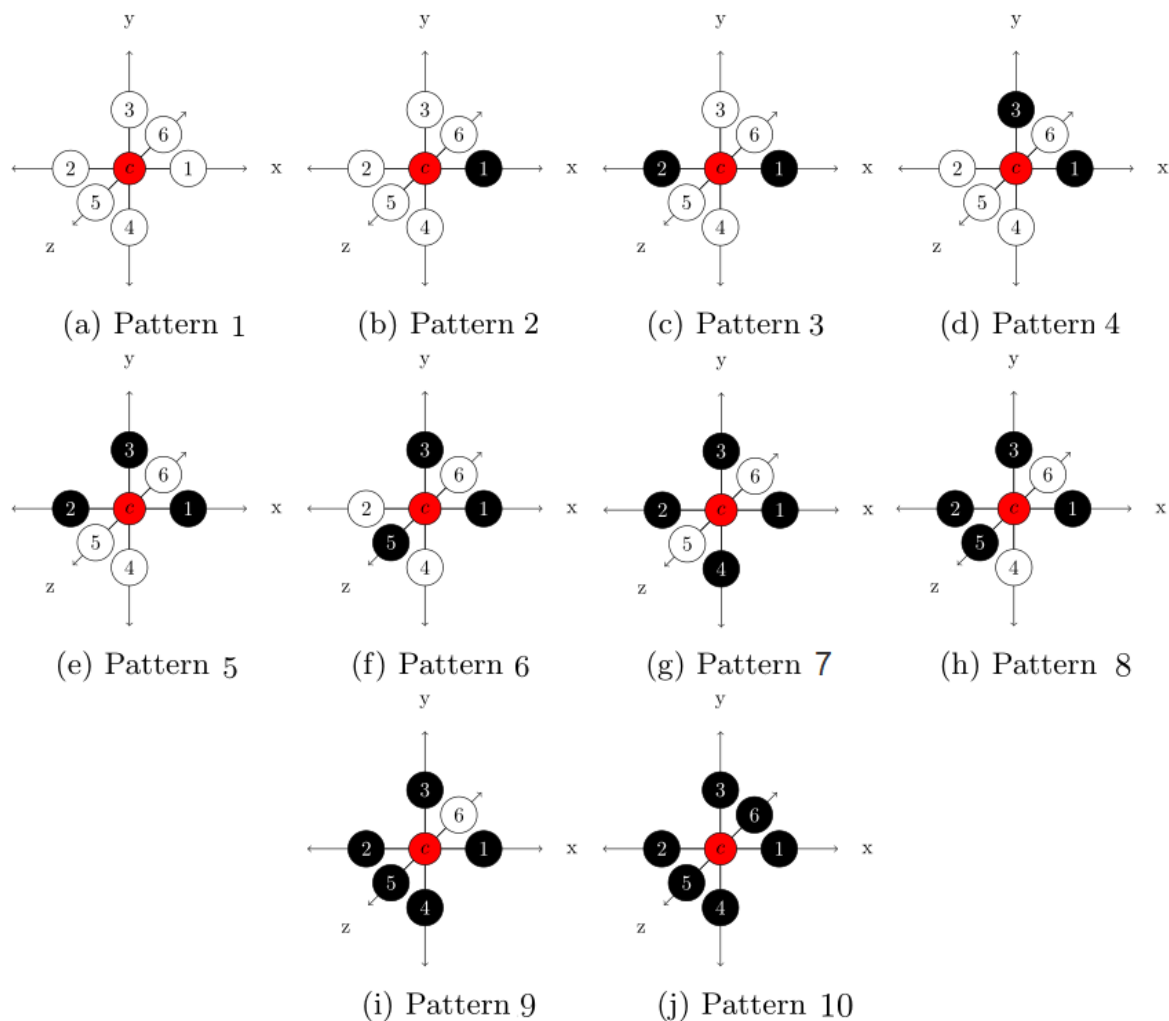 y y y y
3 3 3 3
6 6 6 6
2 c 1 x 2 c 1 x 2 c 1 x 2 c 1 x
5 5 5 5
4 4 4 4
z z z z
(a) Pattern 1 (b) Pattern 2 (c) Pattern 3 (d) Pattern 4
y y y y
3 3 3 3
6 6 6 6
2 c 1 x 2 c 1 x 2 c 1 x 2 c 1 x
5 5 5 5
4 4 4 4
z z z z
(e) Pattern 5 (f) Pattern 6 (g) Pattern 7 (h) Pattern 8
y y
3 3
6 6
2 c 1 x 2 c 1 x
5 5
4 4
z z
(i) Pattern 9 (j) Pattern 10